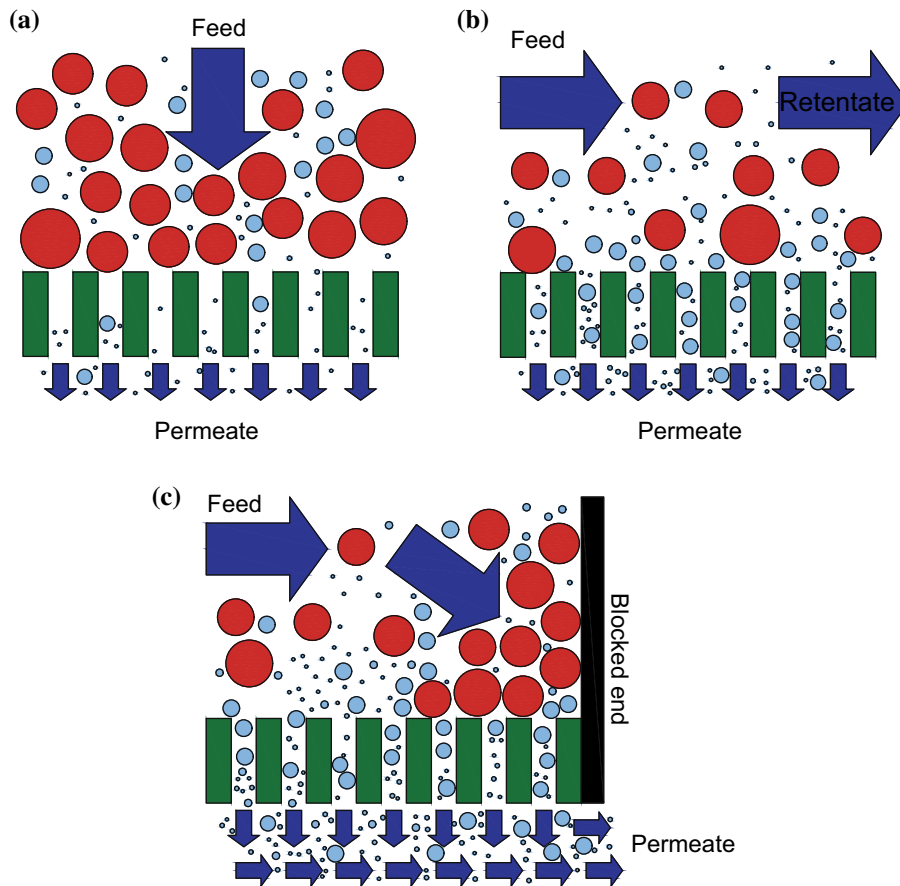 (a)
Feed
Permeate
(b)
Feed
Retentate
Permeate
(c)
Feed
Blocked end
Permeate